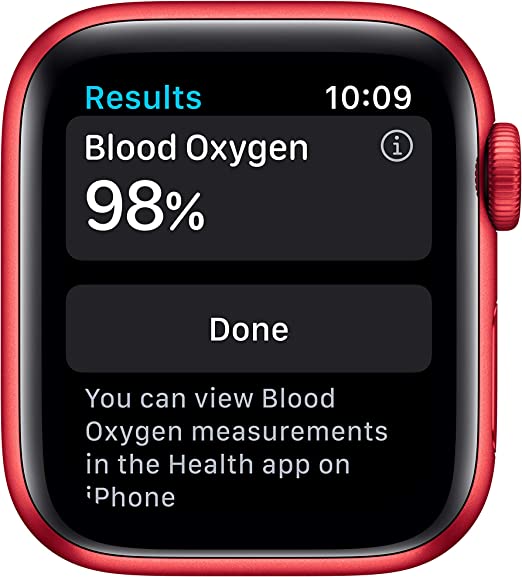 Results 10:09
Blood Oxygen
98%
Done
You can view Blood
Oxygen measurements
in the Health app on
iPhone